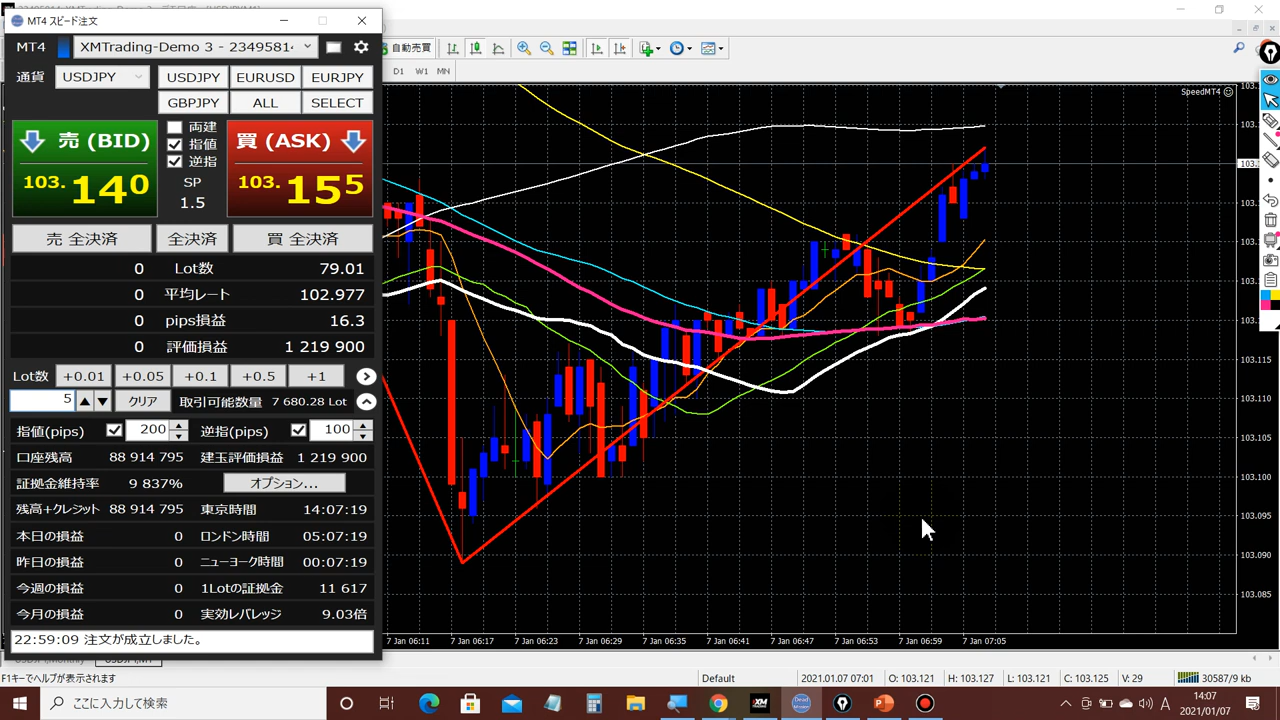 MT4 スピード注文
MT4 XMTrading-Demo 3 - 23495814
通貨 USDJPY USDJPY EURUSD EURJPY
GBPJPY ALL SELECT
売 (BID)
103. 14 0
両建
指値
逆指
SP
1.5
買 (ASK)
103. 15 5
売 全決済 全決済 買 全決済
0 Lot数 79.01
0 平均レート 102.977
0 pips損益 16.3
0 評価損益 1 219 900
Lot数 +0.01 +0.05 +0.1 +0.5 +1
5 クリア 取引可能数量 7 680.28 Lot
指値(pips) 200 逆指(pips) 100
口座残高 88 914 795 建玉評価損益 1 219 900
証拠金維持率 9 837% オプション...
残高+クレジット 88 914 795 東京時間 14:07:19
本日の損益 0 ロンドン時間 05:07:19
昨日の損益 0 ニューヨーク時間 00:07:19
今週の損益 0 1Lotの証拠金 11 617
今月の損益 0 実効レバレッジ 9.03倍
22:59:09 注文が成立しました。
自動売買
D1 W1 MN
SpeedMT4
103.115
103.110
103.105
103.100
103.095
103.090
103.085
7 Jan 06:11 7 Jan 06:17 7 Jan 06:23 7 Jan 06:29 7 Jan 06:35 7 Jan 06:41 7 Jan 06:47 7 Jan 06:53 7 Jan 06:59 7 Jan 07:05
F1キーでヘルプが表示されます Default 2021.01.07 07:01 O: 103.121 H: 103.127 L: 103.121 C: 103.125 V: 29 30587/9 kb
ここに入力して検索
XM
A
14:07
2021/01/07